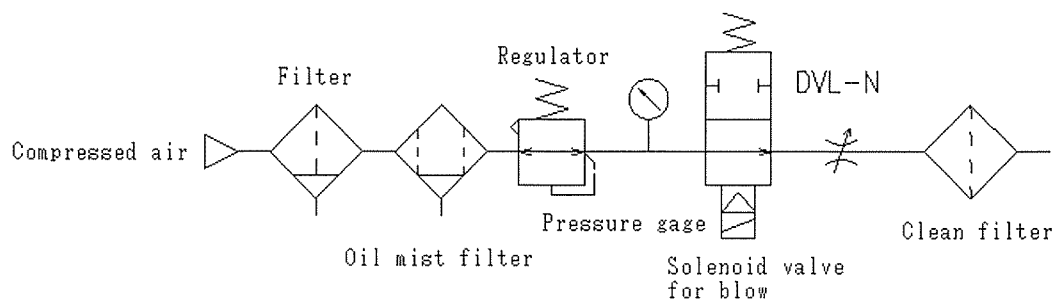 Regulator
Filter
DVL-N
Compressed air
Pressure gage
Clean filter
Oil mist filter
Solenoid valve
for blow